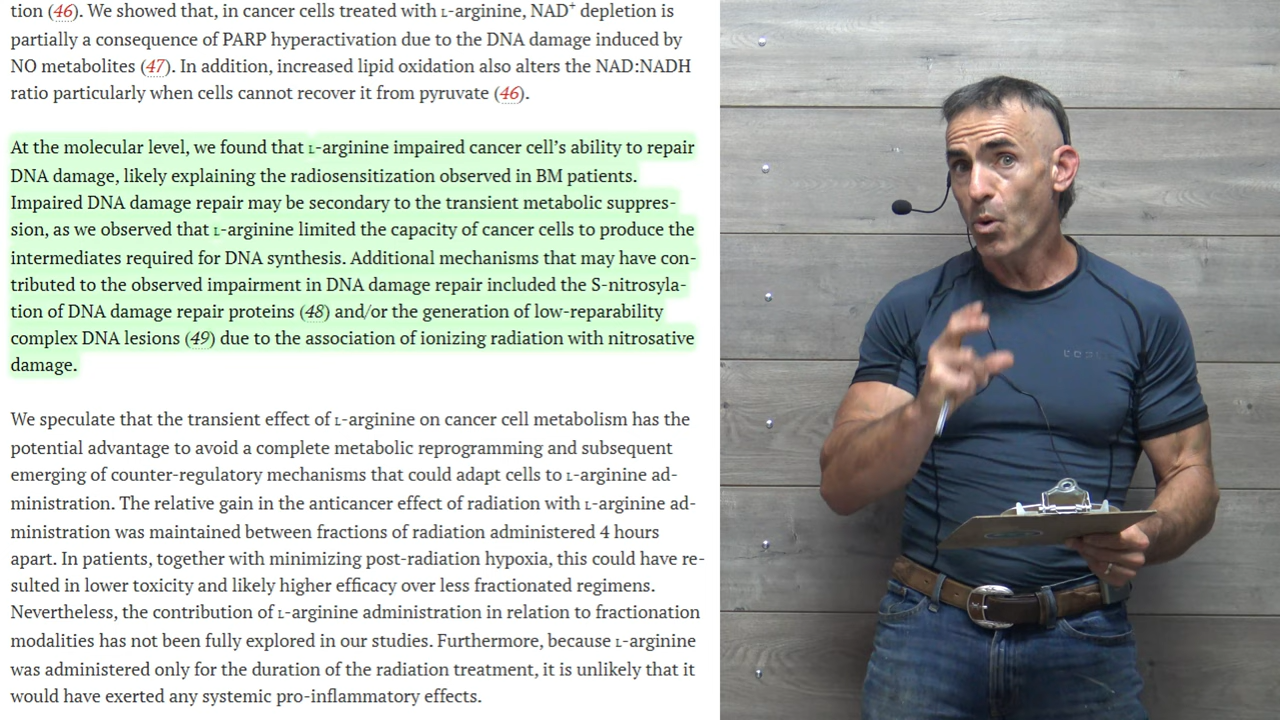 tion (46). We showed that, in cancer cells treated with ʟ-arginine, NAD⁺ depletion is
partially a consequence of PARP hyperactivation due to the DNA damage induced by
NO metabolites (47). In addition, increased lipid oxidation also alters the NAD:NADH
ratio particularly when cells cannot recover it from pyruvate (46).
At the molecular level, we found that ʟ-arginine impaired cancer cell’s ability to repair
DNA damage, likely explaining the radiosensitization observed in BM patients.
Impaired DNA damage repair may be secondary to the transient metabolic suppres-
sion, as we observed that ʟ-arginine limited the capacity of cancer cells to produce the
intermediates required for DNA synthesis. Additional mechanisms that may have con-
tributed to the observed impairment in DNA damage repair included the S-nitrosyla-
tion of DNA damage repair proteins (48) and/or the generation of low-reparability
complex DNA lesions (49) due to the association of ionizing radiation with nitrosative
damage.
We speculate that the transient effect of ʟ-arginine on cancer cell metabolism has the
potential advantage to avoid a complete metabolic reprogramming and subsequent
emerging of counter-regulatory mechanisms that could adapt cells to ʟ-arginine ad-
ministration. The relative gain in the anticancer effect of radiation with ʟ-arginine ad-
ministration was maintained between fractions of radiation administered 4 hours
apart. In patients, together with minimizing post-radiation hypoxia, this could have re-
sulted in lower toxicity and likely higher efficacy over less fractionated regimens.
Nevertheless, the contribution of ʟ-arginine administration in relation to fractionation
modalities has not been fully explored in our studies. Furthermore, because ʟ-arginine
was administered only for the duration of the radiation treatment, it is unlikely that it
would have exerted any systemic pro-inflammatory effects.